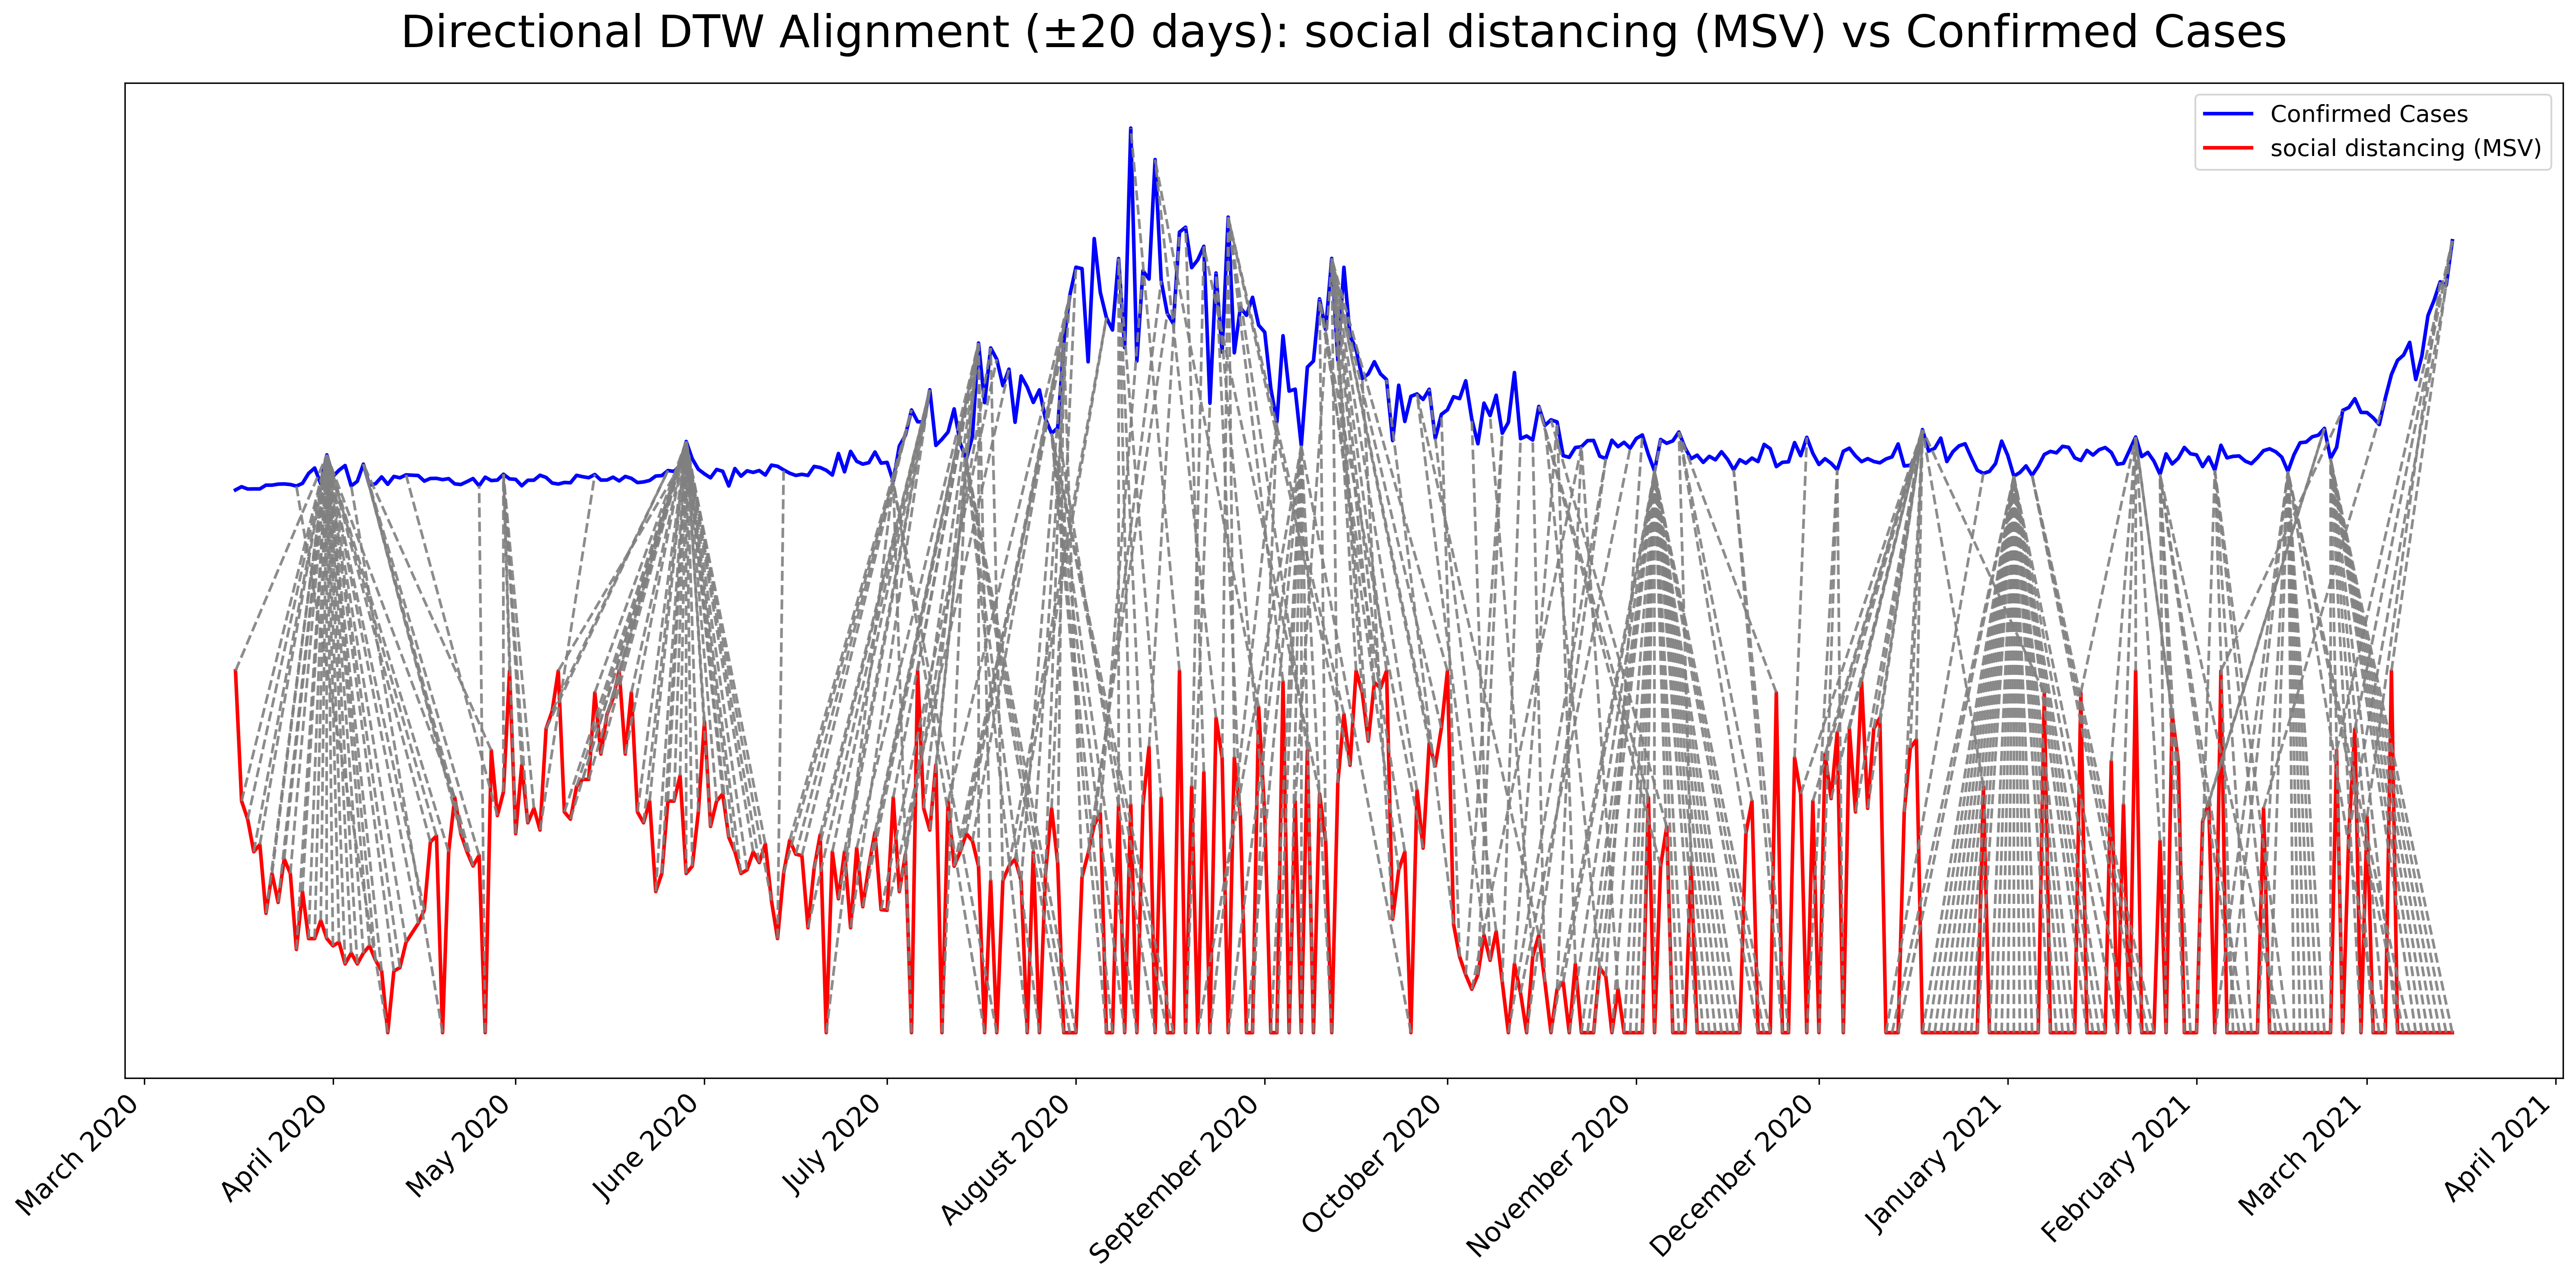 Directional DTW Alignment (±20 days): social distancing (MSV) vs Confirmed Cases
Confirmed Cases
social distancing (MSV)
March 2020
April 2020
May 2020
June 2020
July 2020
August 2020
September 2020
October 2020
November 2020
December 2020
January 2021
February 2021
March 2021
April 2021